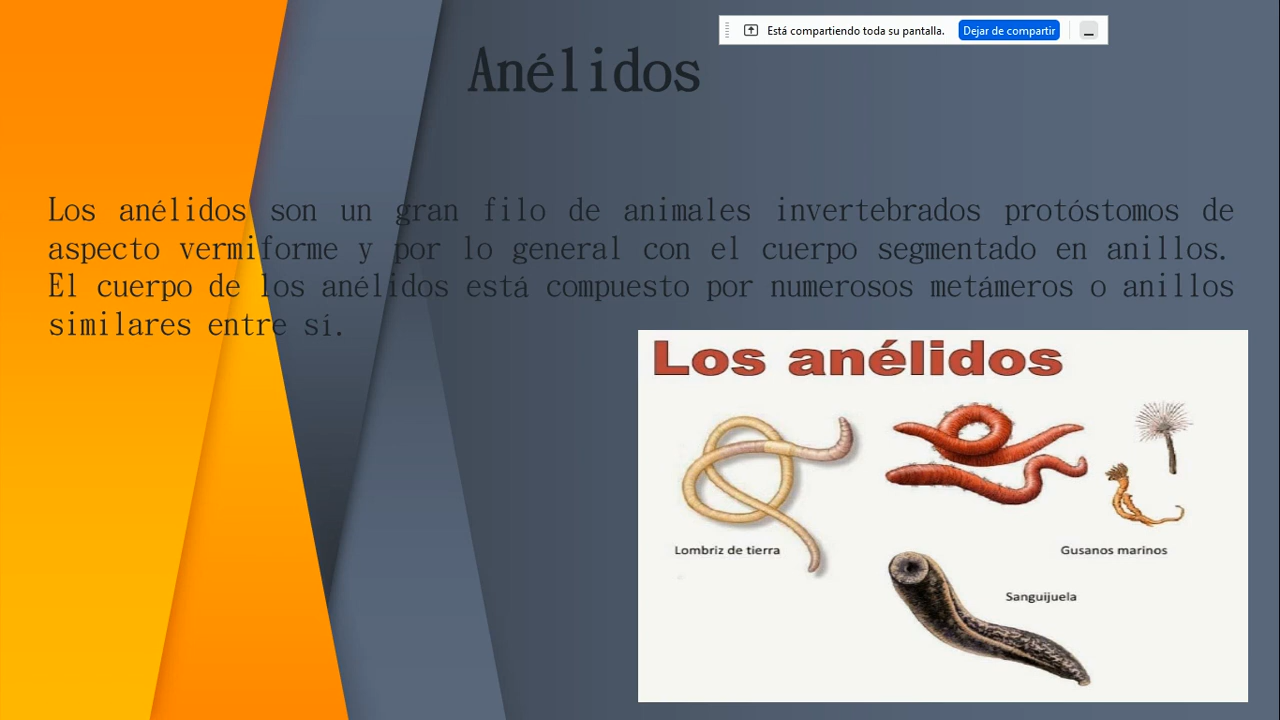 Está compartiendo toda su pantalla. Dejar de compartir
Anélidos
Los anélidos son un gran filo de animales invertebrados protóstomos de
aspecto vermiforme y por lo general con el cuerpo segmentado en anillos.
El cuerpo de los anélidos está compuesto por numerosos metámeros o anillos
similares entre sí.
Los anélidos
Lombriz de tierra
Gusanos marinos
Sanguijuela